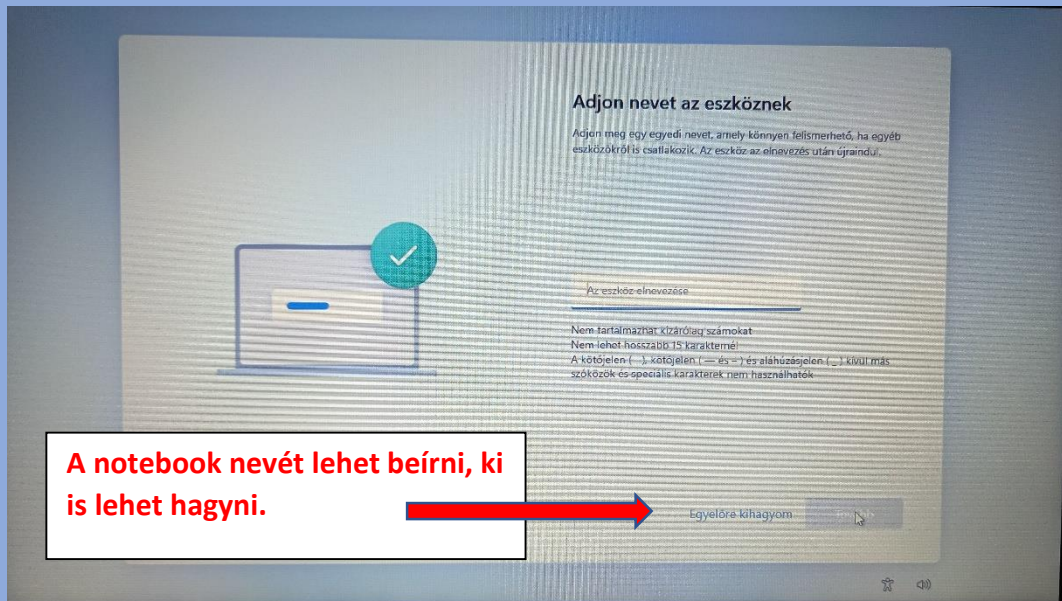 Adjon nevet az eszköznek
Adjon meg egy egyedi nevet, amely könnyen felismerhető, ha egyéb
eszközökről is csatlakozik. Az eszköz az elnevezés után újraindul.
Az eszköz elnevezése
Nem tartalmazhat kizárólag számokat
Nem lehet hosszabb 15 karakternél
A kötőjelen ( - ), kötőjelen ( — és – ) és aláhúzásjelen ( _ ) kívül más
szóközök és speciális karakterek nem használhatók
A notebook nevét lehet beírni, ki
is lehet hagyni.
Egyelőre kihagyom